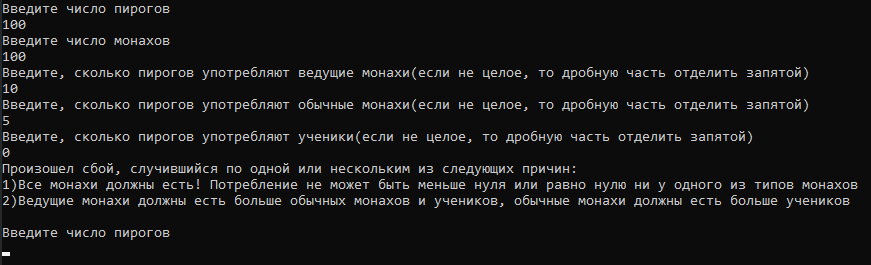 Введите число пирогов
100
Введите число монахов
100
Введите, сколько пирогов употребляют ведущие монахи(если не целое, то дробную часть отделить запятой)
10
Введите, сколько пирогов употребляют обычные монахи(если не целое, то дробную часть отделить запятой)
5
Введите, сколько пирогов употребляют ученики(если не целое, то дробную часть отделить запятой)
0
Произошел сбой, случившийся по одной или нескольким из следующих причин:
1)Все монахи должны есть! Потребление не может быть меньше нуля или равно нулю ни у одного из типов монахов
2)Ведущие монахи должны есть больше обычных монахов и учеников, обычные монахи должны есть больше учеников
Введите число пирогов